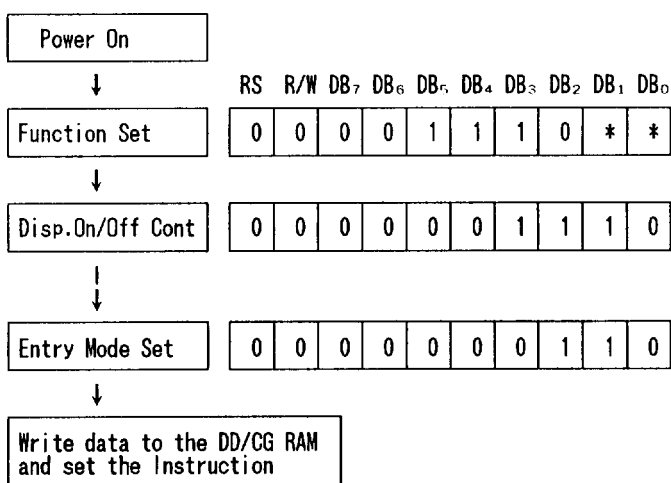 Power On
RS R/W DB₇ DB₆ DB₅ DB₄ DB₃ DB₂ DB₁ DB₀
Function Set 0 0 0 0 1 1 1 0 * *
Disp.On/Off Cont 0 0 0 0 0 0 1 1 1 0
Entry Mode Set 0 0 0 0 0 0 0 1 1 0
Write data to the DD/CG RAM
and set the Instruction